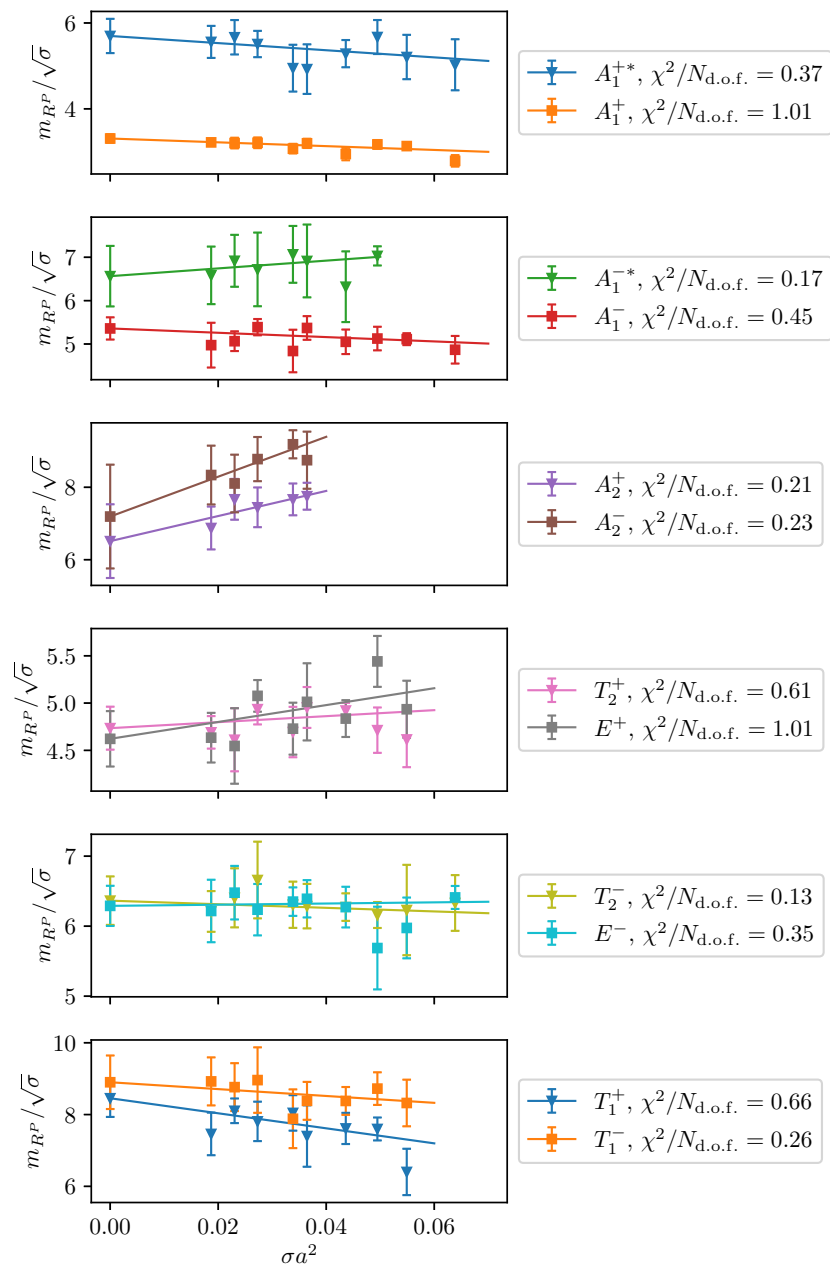 6
4
m_{R^P}/√σ
A_1^{+*}, χ²/N_{d.o.f.} = 0.37
A_1^+, χ²/N_{d.o.f.} = 1.01
7
6
5
m_{R^P}/√σ
A_1^{-*}, χ²/N_{d.o.f.} = 0.17
A_1^-, χ²/N_{d.o.f.} = 0.45
8
6
m_{R^P}/√σ
A_2^+, χ²/N_{d.o.f.} = 0.21
A_2^-, χ²/N_{d.o.f.} = 0.23
5.5
5.0
4.5
m_{R^P}/√σ
T_2^+, χ²/N_{d.o.f.} = 0.61
E^+, χ²/N_{d.o.f.} = 1.01
7
6
5
m_{R^P}/√σ
T_2^-, χ²/N_{d.o.f.} = 0.13
E^-, χ²/N_{d.o.f.} = 0.35
10
8
6
m_{R^P}/√σ
T_1^+, χ²/N_{d.o.f.} = 0.66
T_1^-, χ²/N_{d.o.f.} = 0.26
0.00 0.02 0.04 0.06
σa²